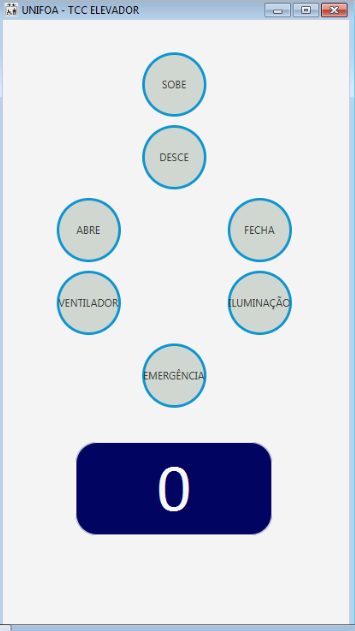 UNIFOA - TCC ELEVADOR
SOBE
DESCE
ABRE
FECHA
VENTILADOR
ILUMINAÇÃO
EMERGÊNCIA
0